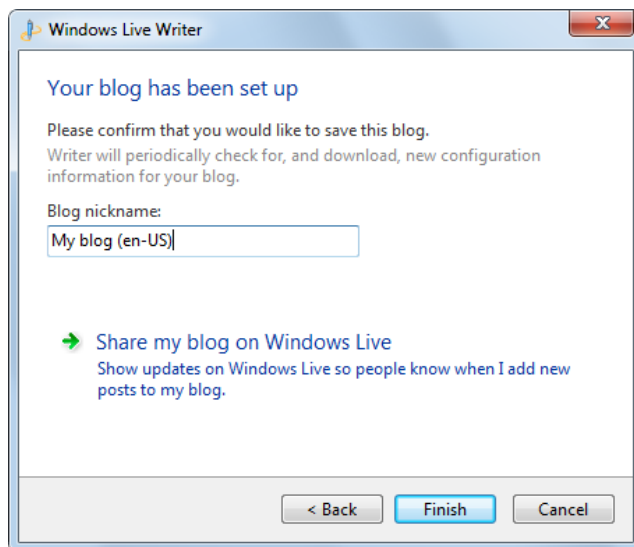 Windows Live Writer
Your blog has been set up
Please confirm that you would like to save this blog.
Writer will periodically check for, and download, new configuration
information for your blog.
Blog nickname:
My blog (en-US)
Share my blog on Windows Live
Show updates on Windows Live so people know when I add new
posts to my blog.
< Back
Finish
Cancel